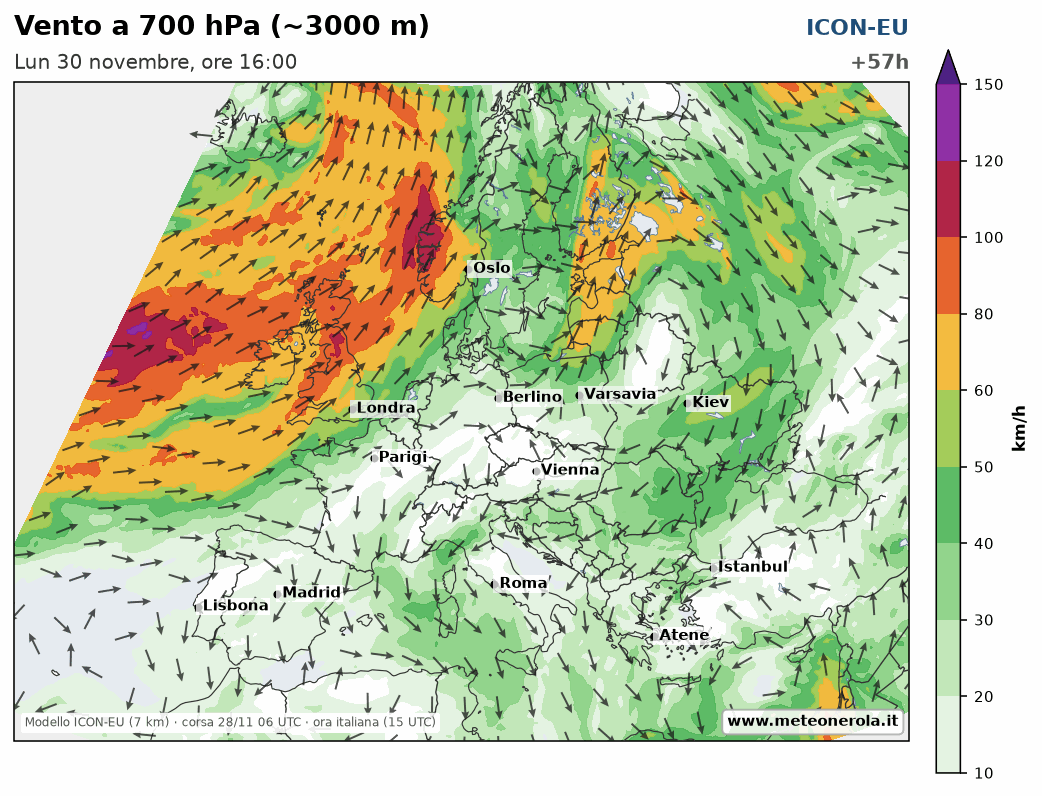 Vento a 700 hPa (~3000 m)
ICON-EU
Lun 30 novembre, ore 16:00
+57h
150
120
100
80
60
50
40
30
20
10
km/h
Oslo
Berlino
Varsavia
Kiev
Londra
Parigi
Vienna
Istanbul
Roma
Madrid
Lisbona
Atene
Modello ICON-EU (7 km) · corsa 28/11 06 UTC · ora italiana (15 UTC)
www.meteonerola.it